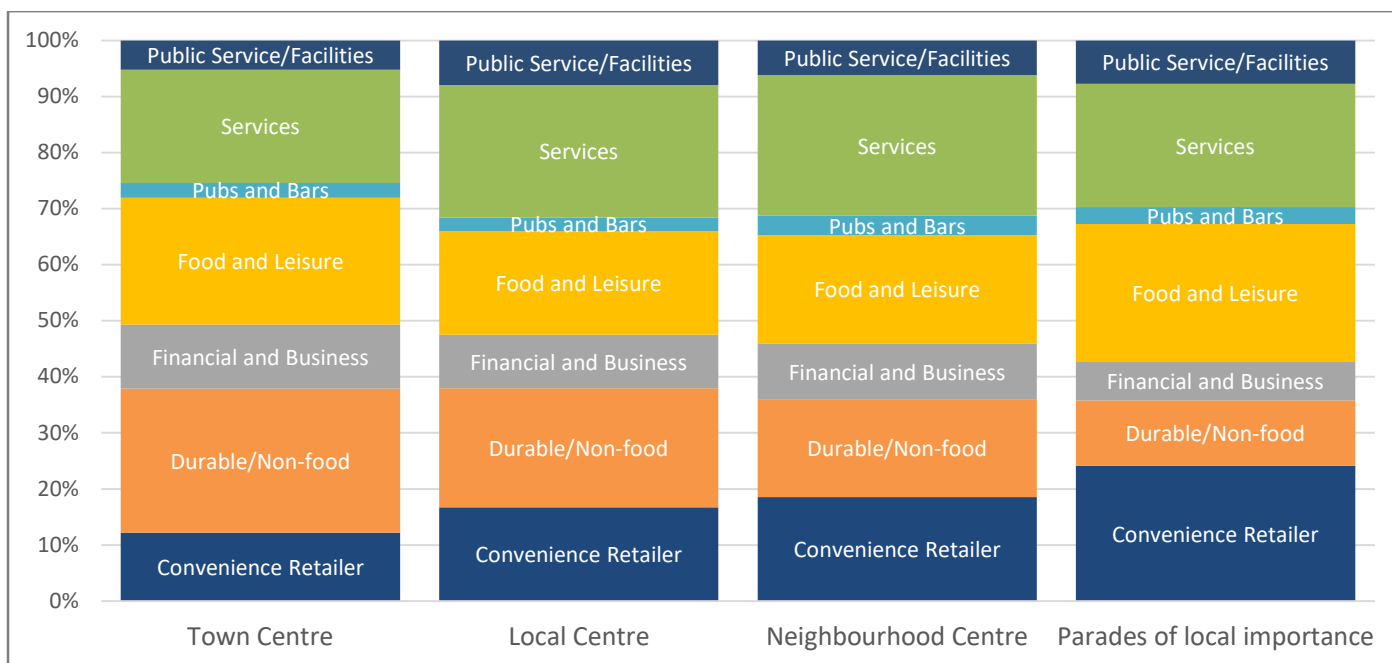 100%
90%
80%
70%
60%
50%
40%
30%
20%
10%
0%
Public Service/Facilities
Services
Pubs and Bars
Food and Leisure
Financial and Business
Durable/Non-food
Convenience Retailer
Public Service/Facilities
Services
Pubs and Bars
Food and Leisure
Financial and Business
Durable/Non-food
Convenience Retailer
Public Service/Facilities
Services
Pubs and Bars
Food and Leisure
Financial and Business
Durable/Non-food
Convenience Retailer
Public Service/Facilities
Services
Pubs and Bars
Food and Leisure
Financial and Business
Durable/Non-food
Convenience Retailer
Town Centre
Local Centre
Neighbourhood Centre
Parades of local importance